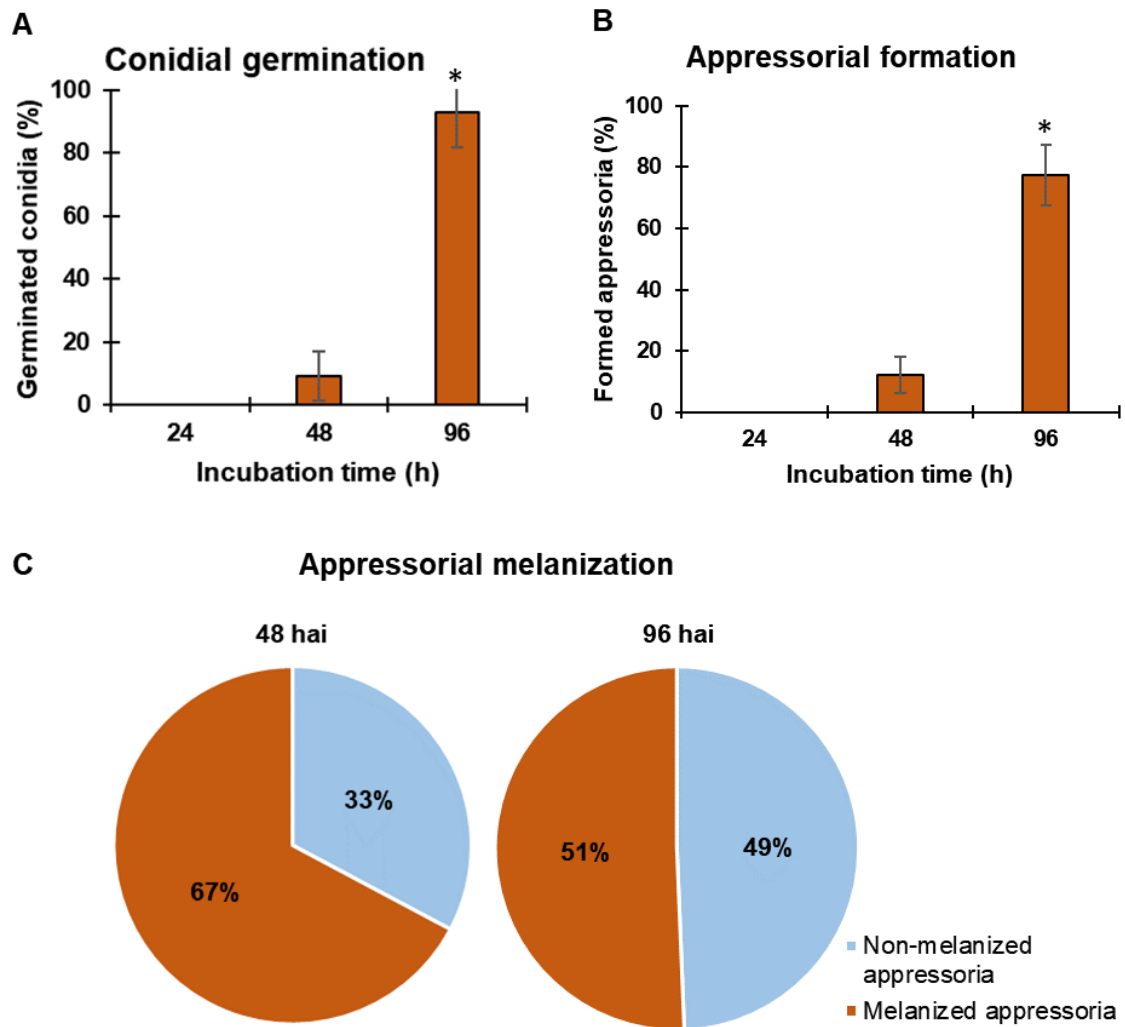 A
Conidial germination
Germinated conidia (%)
100
80
60
40
20
0
*
24
48
96
Incubation time (h)
B
Appressorial formation
Formed appressoria (%)
100
80
60
40
20
0
*
24
48
96
Incubation time (h)
C
Appressorial melanization
48 hai
33%
67%
96 hai
51%
49%
Non-melanized
appressoria
Melanized appressoria